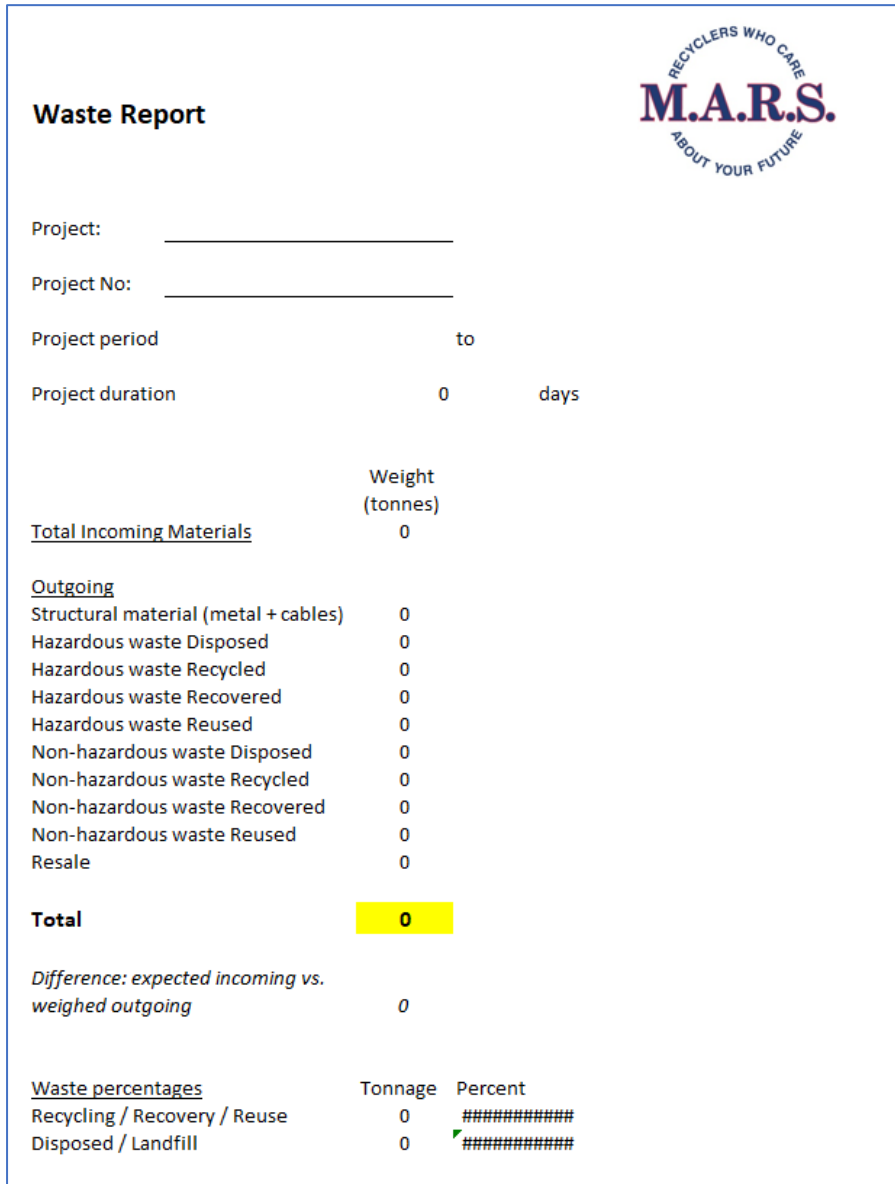 RECYCLERS WHO CARE
M.A.R.S.
ABOUT YOUR FUTURE
Waste Report
Project:
Project No:
Project period to
Project duration 0 days
Weight
(tonnes)
Total Incoming Materials 0
Outgoing
Structural material (metal + cables) 0
Hazardous waste Disposed 0
Hazardous waste Recycled 0
Hazardous waste Recovered 0
Hazardous waste Reused 0
Non-hazardous waste Disposed 0
Non-hazardous waste Recycled 0
Non-hazardous waste Recovered 0
Non-hazardous waste Reused 0
Resale 0
Total 0
Difference: expected incoming vs.
weighed outgoing 0
Waste percentages Tonnage Percent
Recycling / Recovery / Reuse 0 ###########
Disposed / Landfill 0 ###########